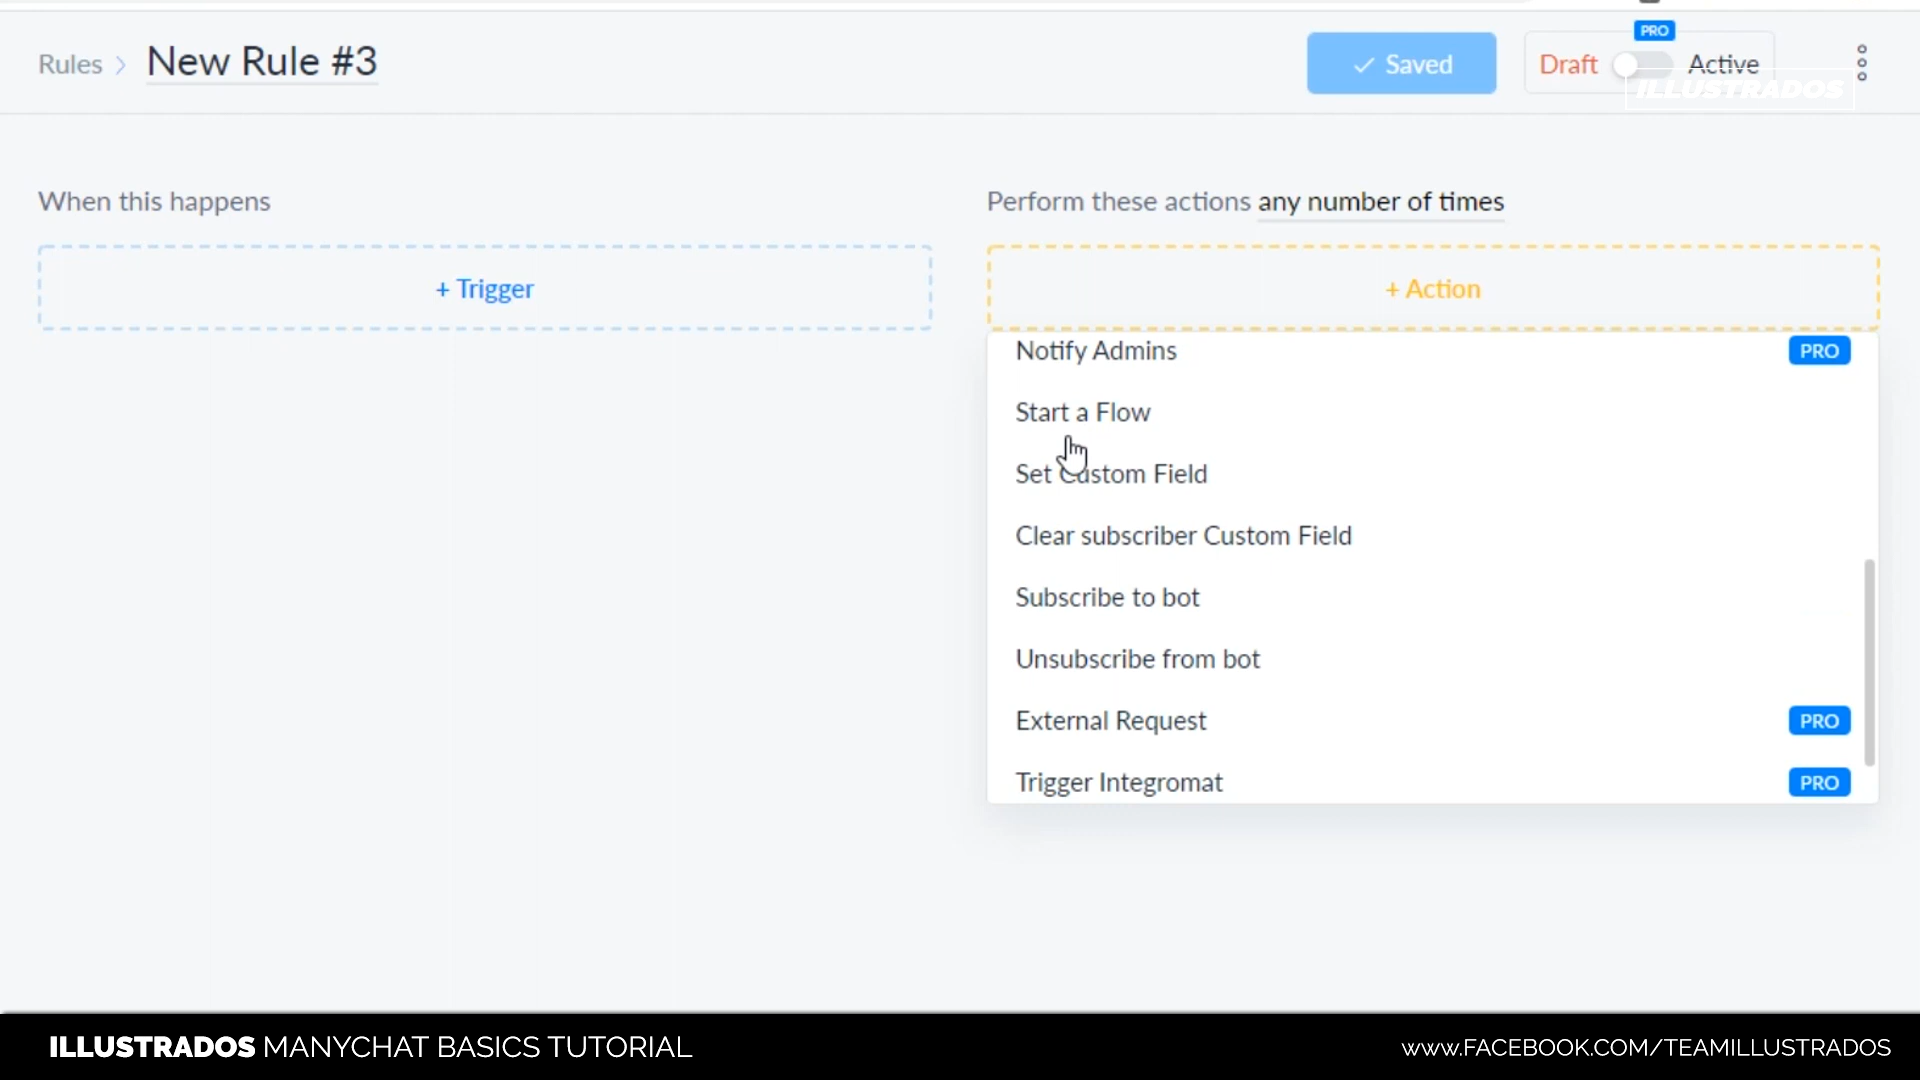 Rules > New Rule #3
Saved
PRO
Draft
Active
ILLUSTRADOS
When this happens
+ Trigger
Perform these actions any number of times
+ Action
Notify Admins PRO
Start a Flow
Set Custom Field
Clear subscriber Custom Field
Subscribe to bot
Unsubscribe from bot
External Request PRO
Trigger Integromat PRO
ILLUSTRADOS MANYCHAT BASICS TUTORIAL
www.FACEBOOK.COM/TEAMILLUSTRADOS